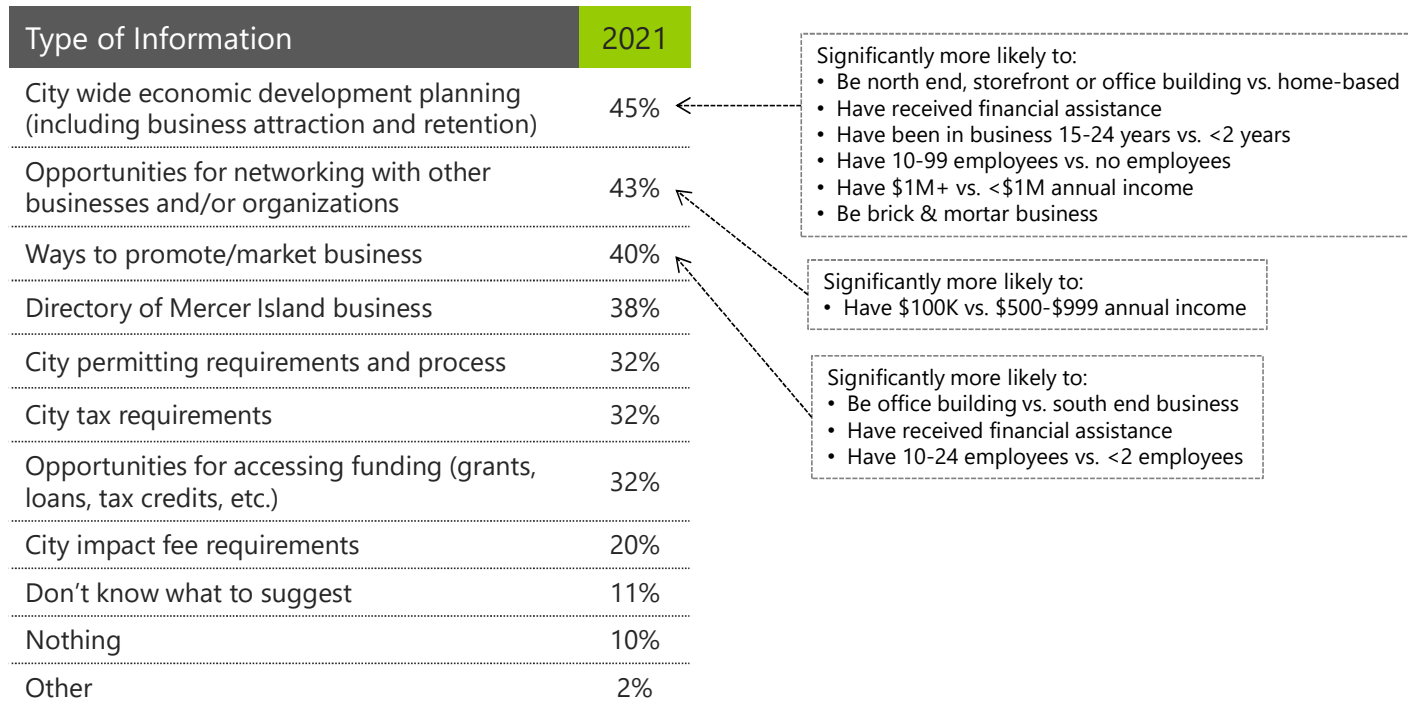 Type of Information 2021
City wide economic development planning
(including business attraction and retention) 45%
Opportunities for networking with other
businesses and/or organizations 43%
Ways to promote/market business 40%
Directory of Mercer Island business 38%
City permitting requirements and process 32%
City tax requirements 32%
Opportunities for accessing funding (grants,
loans, tax credits, etc.) 32%
City impact fee requirements 20%
Don’t know what to suggest 11%
Nothing 10%
Other 2%
Significantly more likely to:
• Be north end, storefront or office building vs. home-based
• Have received financial assistance
• Have been in business 15-24 years vs. <2 years
• Have 10-99 employees vs. no employees
• Have $1M+ vs. <$1M annual income
• Be brick & mortar business
Significantly more likely to:
• Have $100K vs. $500-$999 annual income
Significantly more likely to:
• Be office building vs. south end business
• Have received financial assistance
• Have 10-24 employees vs. <2 employees